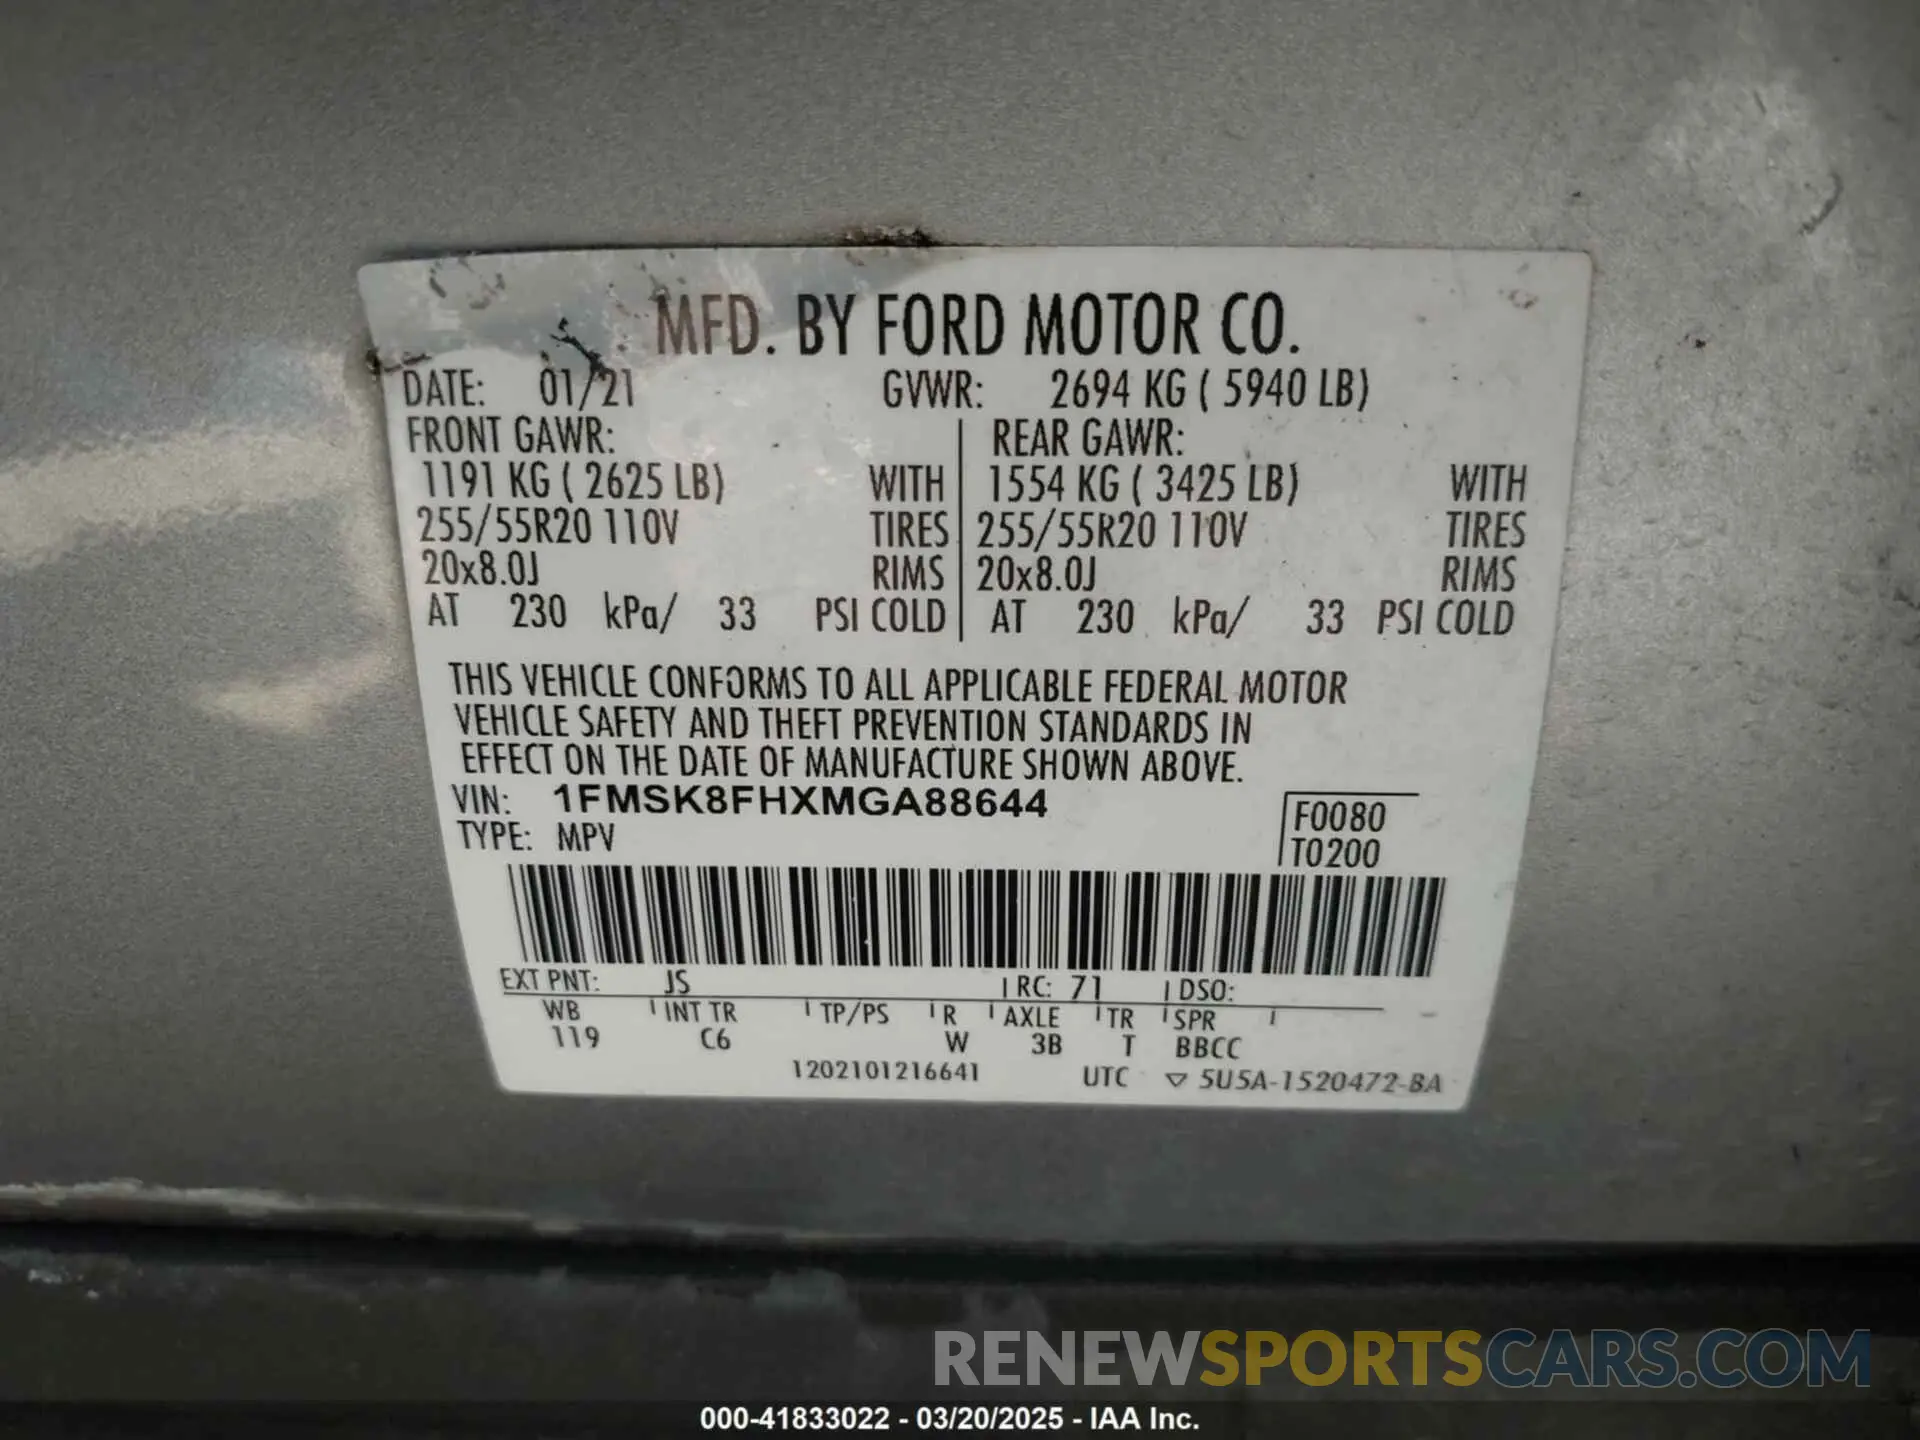 MFD. BY FORD MOTOR CO.
DATE: 01/21 GVWR: 2694 KG ( 5940 LB)
FRONT GAWR: REAR GAWR:
1191 KG ( 2625 LB) WITH 1554 KG ( 3425 LB) WITH
255/55R20 110V TIRES 255/55R20 110V TIRES
20x8.0J RIMS 20x8.0J RIMS
AT 230 kPa/ 33 PSI COLD AT 230 kPa/ 33 PSI COLD
THIS VEHICLE CONFORMS TO ALL APPLICABLE FEDERAL MOTOR
VEHICLE SAFETY AND THEFT PREVENTION STANDARDS IN
EFFECT ON THE DATE OF MANUFACTURE SHOWN ABOVE.
VIN: 1FMSK8FHXMGA88644 F0080
TYPE: MPV T0200
EXT PNT: JS RC: 71 DSO:
WB INT TR TP/PS R AXLE TR SPR
119 C6 W 3B T BBCC
1202101216641 UTC ▽ 5U5A-1520472-BA
RENEWSPORTSCARS.COM
000-41833022 - 03/20/2025 - IAA Inc.